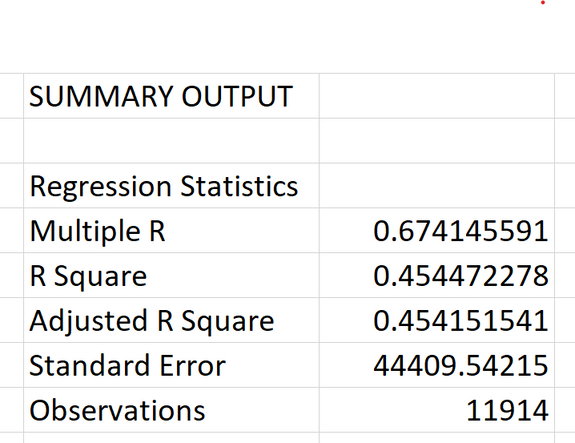 SUMMARY OUTPUT
Regression Statistics
Multiple R 0.674145591
R Square 0.454472278
Adjusted R Square 0.454151541
Standard Error 44409.54215
Observations 11914